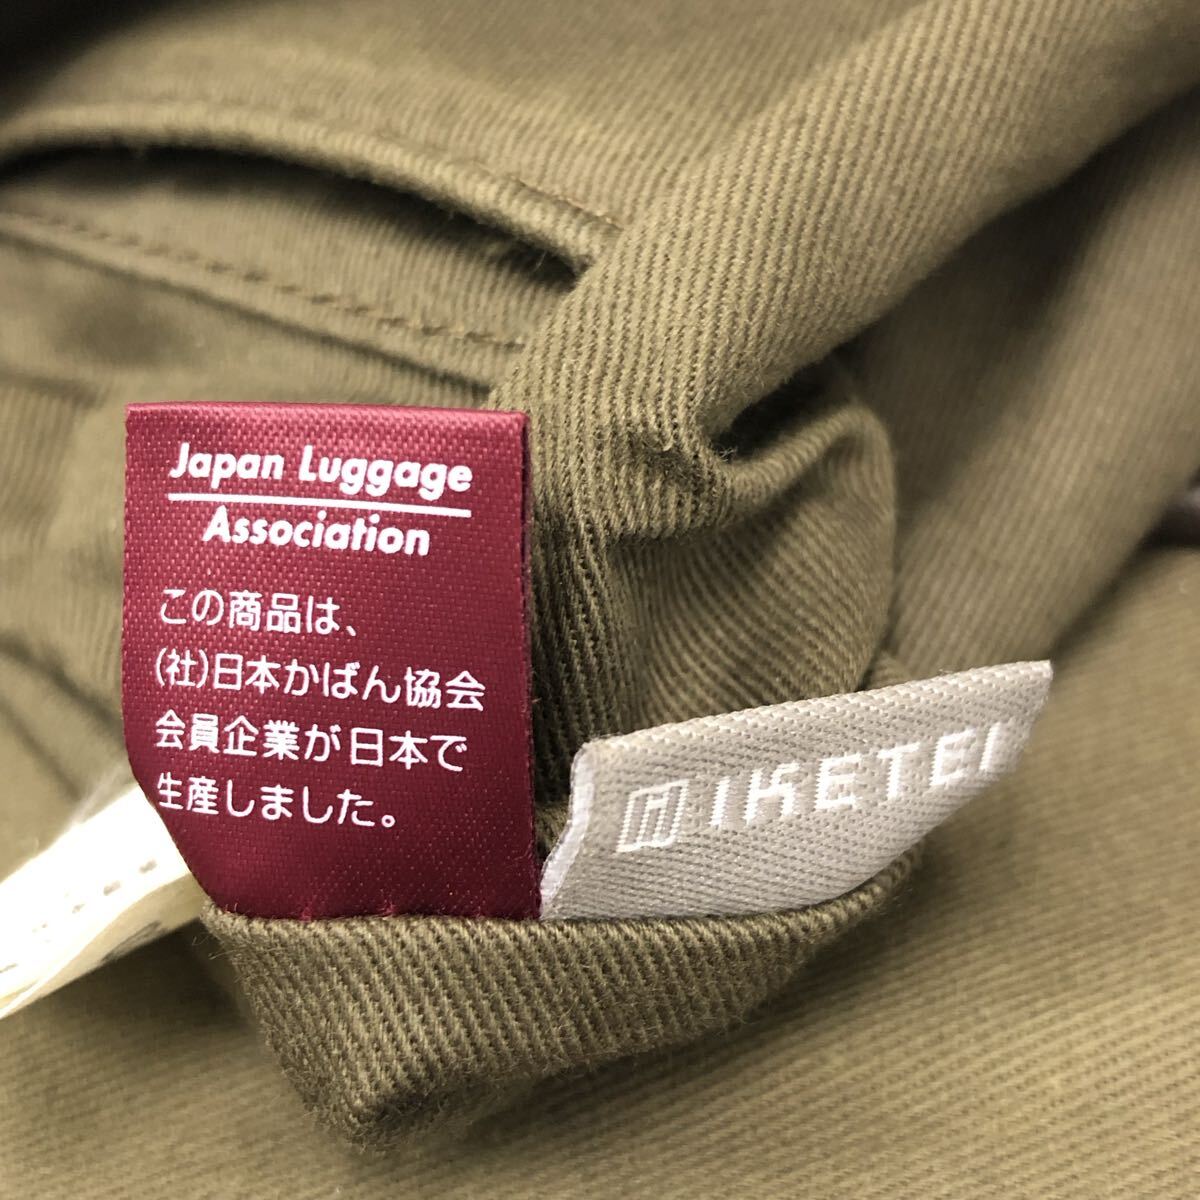 Japan Luggage
Association
この商品は、
(社)日本かばん協会
会員企業が日本で
生産しました。
IKETEI